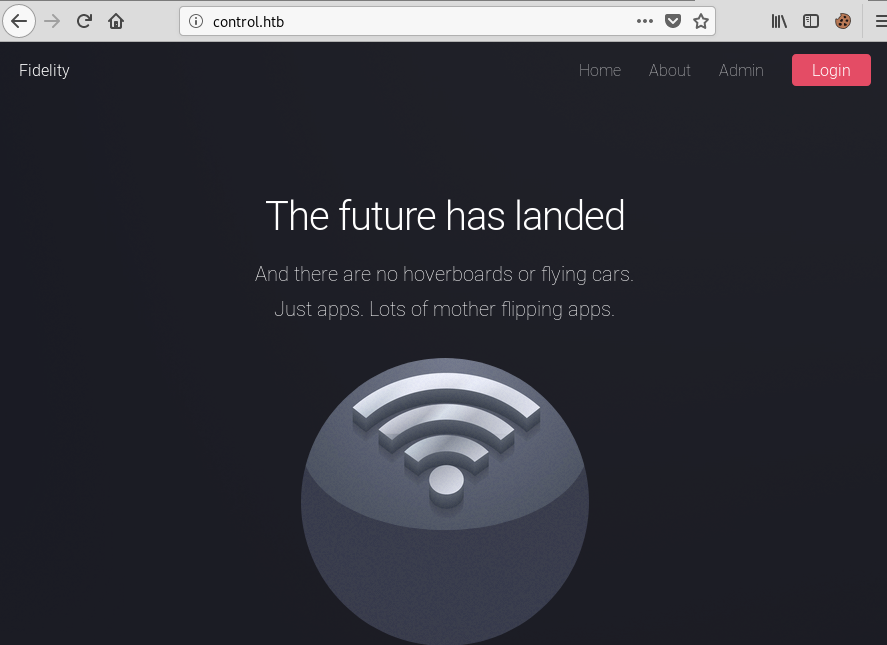 control.htb
Fidelity
Home About Admin Login
The future has landed
And there are no hoverboards or flying cars.
Just apps. Lots of mother flipping apps.